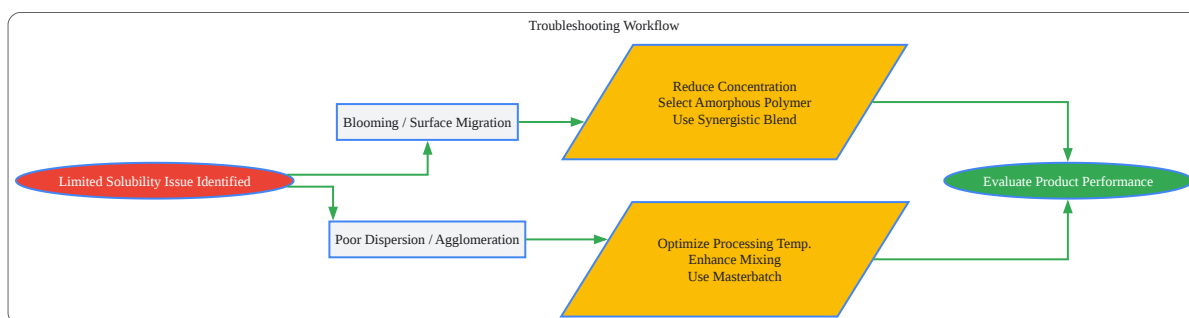 Troubleshooting Workflow
Reduce Concentration
Select Amorphous Polymer
Use Synergistic Blend
Blooming / Surface Migration
Limited Solubility Issue Identified
Evaluate Product Performance
Poor Dispersion / Agglomeration
Optimize Processing Temp.
Enhance Mixing
Use Masterbatch